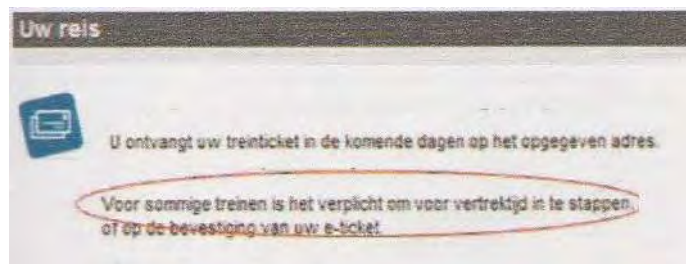 Uw reis
U ontvangt uw treinticket in de komende dagen op het opgegeven adres.
Voor sommige treinen is het verplicht om voor vertrektijd in te stappen,
of op de bevestiging van uw e-ticket